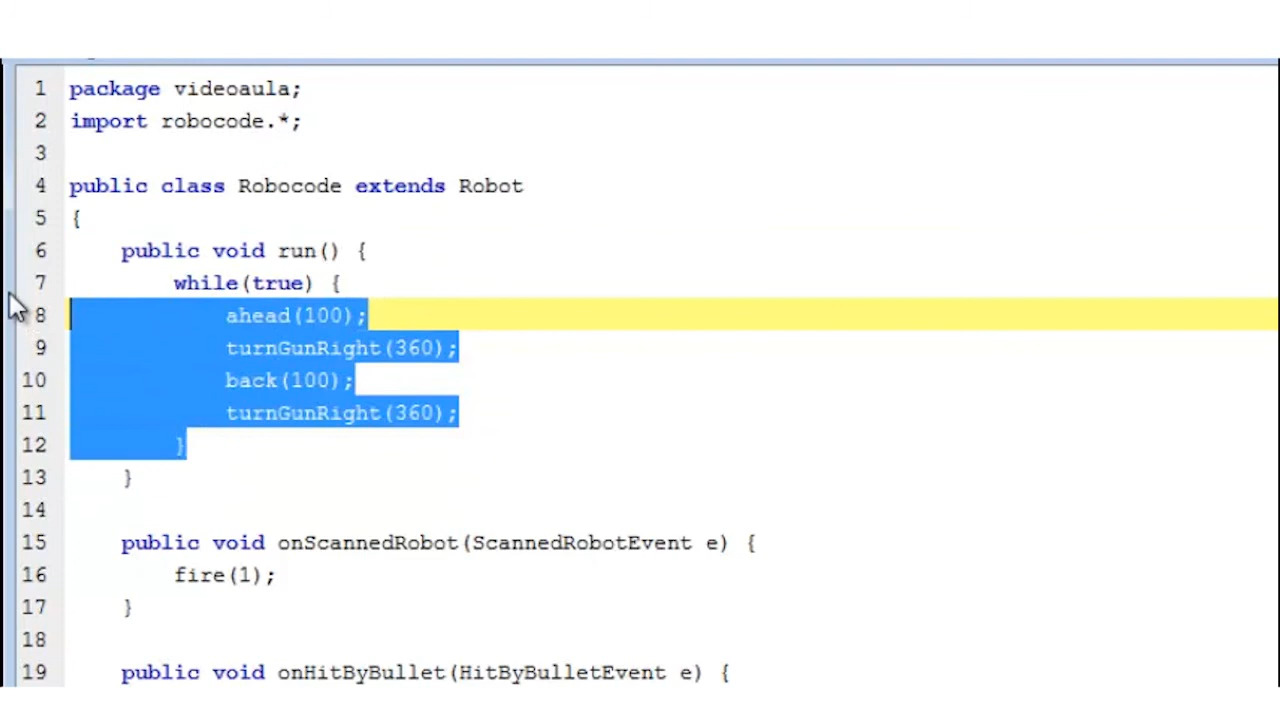 1 package videoaula;
2 import robocode.*;
3
4 public class Robocode extends Robot
5 {
6     public void run() {
7         while(true) {
8             ahead(100);
9             turnGunRight(360);
10             back(100);
11             turnGunRight(360);
12         }
13     }
14
15     public void onScannedRobot(ScannedRobotEvent e) {
16         fire(1);
17     }
18
19     public void onHitByBullet(HitByBulletEvent e) {